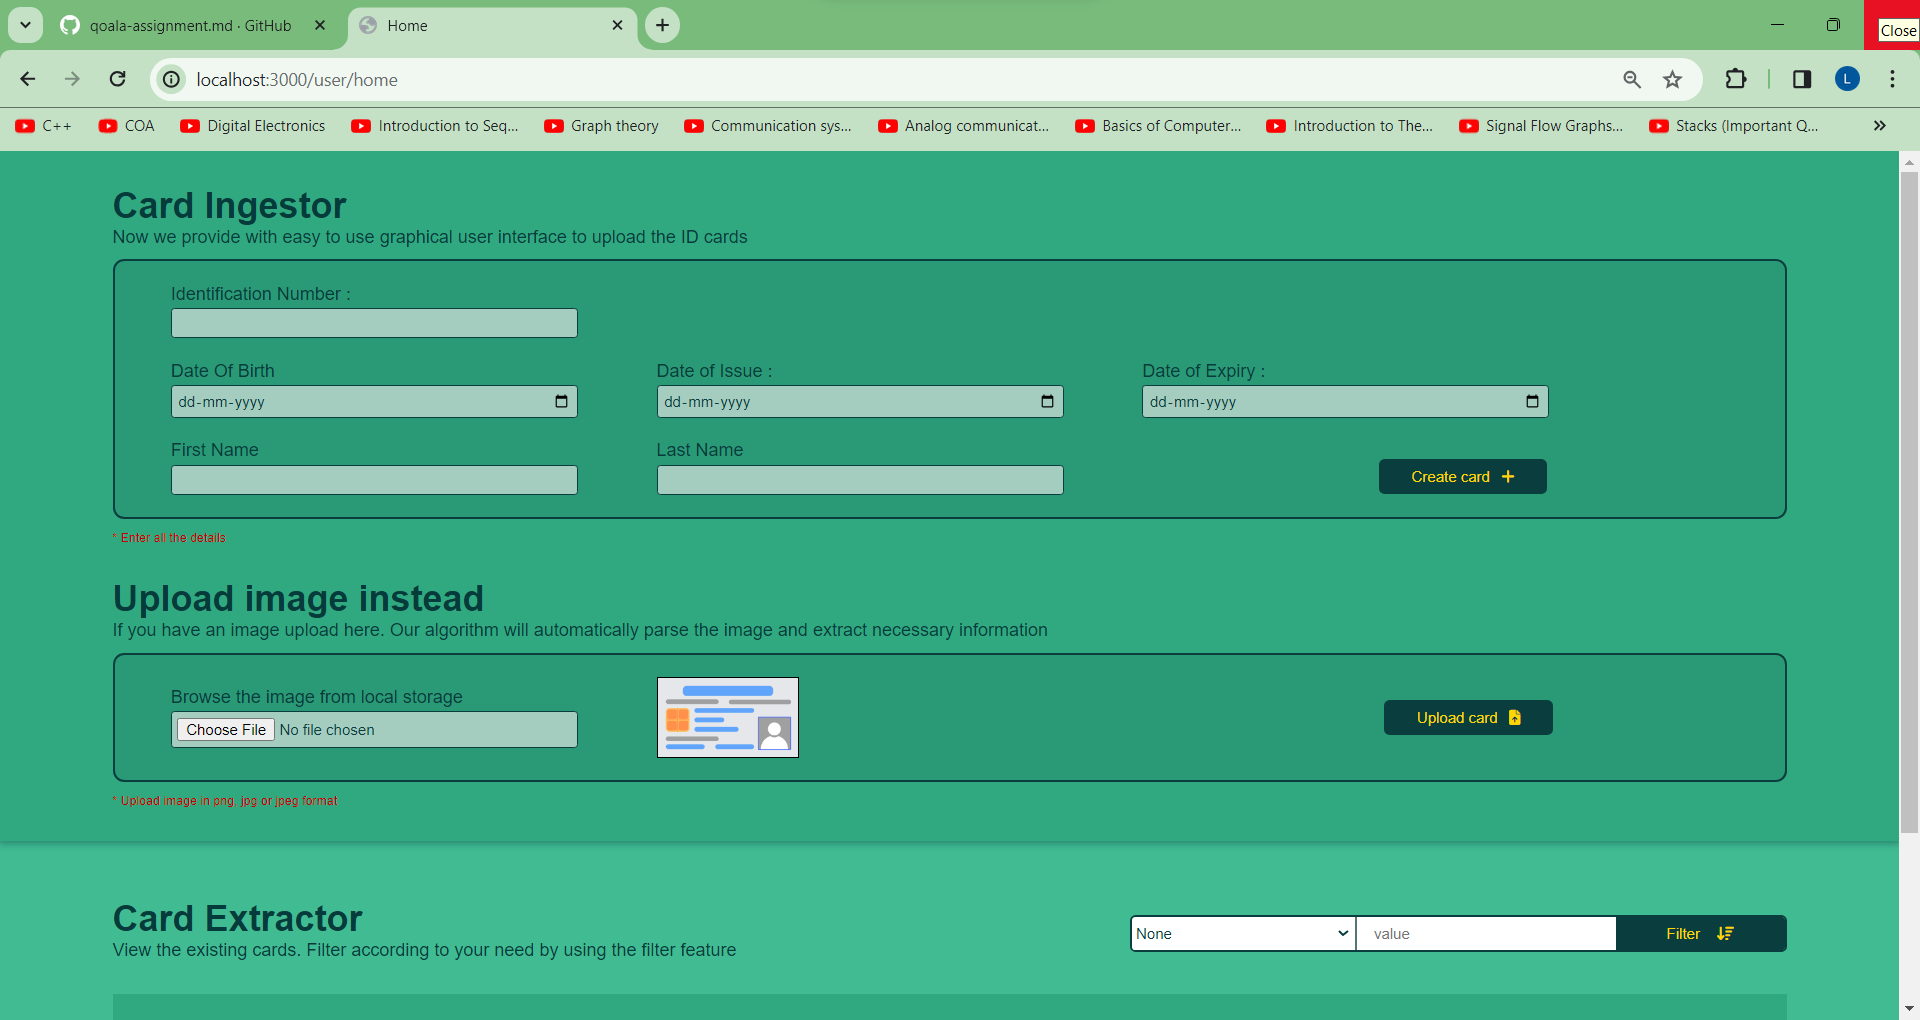 qoala-assignment.md · GitHub
Home
Close
localhost:3000/user/home
L
C++
COA
Digital Electronics
Introduction to Seq...
Graph theory
Communication sys...
Analog communicat...
Basics of Computer...
Introduction to The...
Signal Flow Graphs...
Stacks (Important Q...
Card Ingestor
Now we provide with easy to use graphical user interface to upload the ID cards
Identification Number :
Date Of Birth
Date of Issue :
Date of Expiry :
dd-mm-yyyy
dd-mm-yyyy
dd-mm-yyyy
First Name
Last Name
Create card
* Enter all the details
Upload image instead
If you have an image upload here. Our algorithm will automatically parse the image and extract necessary information
Browse the image from local storage
Choose File No file chosen
Upload card
* Upload image in png, jpg or jpeg format
Card Extractor
View the existing cards. Filter according to your need by using the filter feature
None
value
Filter